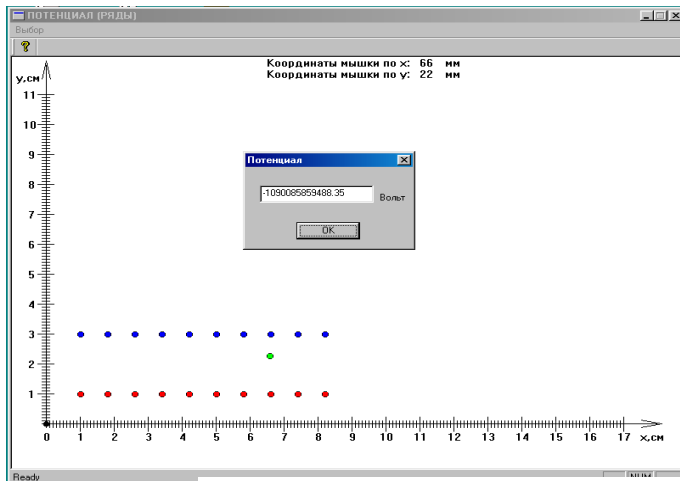 ПОТЕНЦИАЛ (РЯДЫ)
Выбор
Координаты мышки по x: 66 мм
Координаты мышки по y: 22 мм
y,см
11
10
9
8
7
6
5
4
3
2
1
Потенциал
-1090085859488.35 Вольт
OK
0 1 2 3 4 5 6 7 8 9 10 11 12 13 14 15 16 17 x,см
Ready NUM